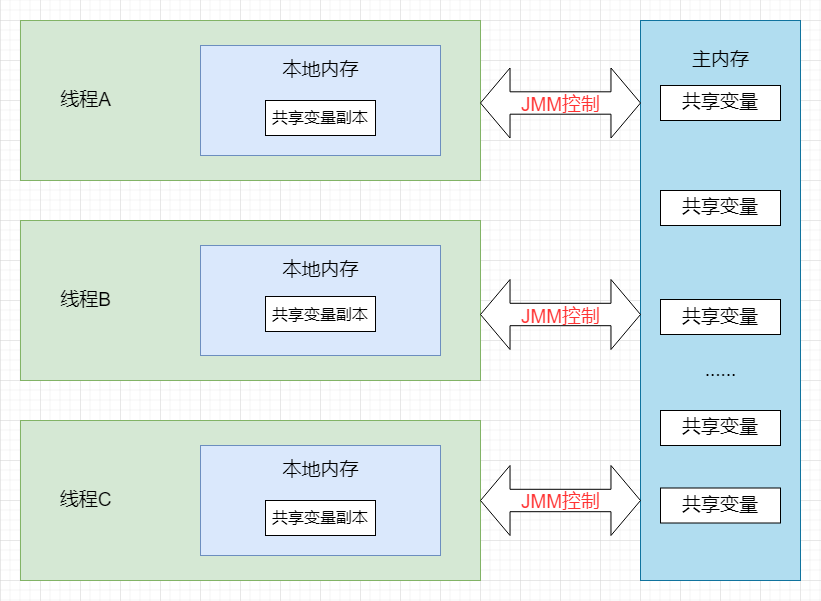 线程A
本地内存
共享变量副本
JMM控制
线程B
本地内存
共享变量副本
JMM控制
线程C
本地内存
共享变量副本
JMM控制
主内存
共享变量
共享变量
共享变量
......
共享变量
共享变量